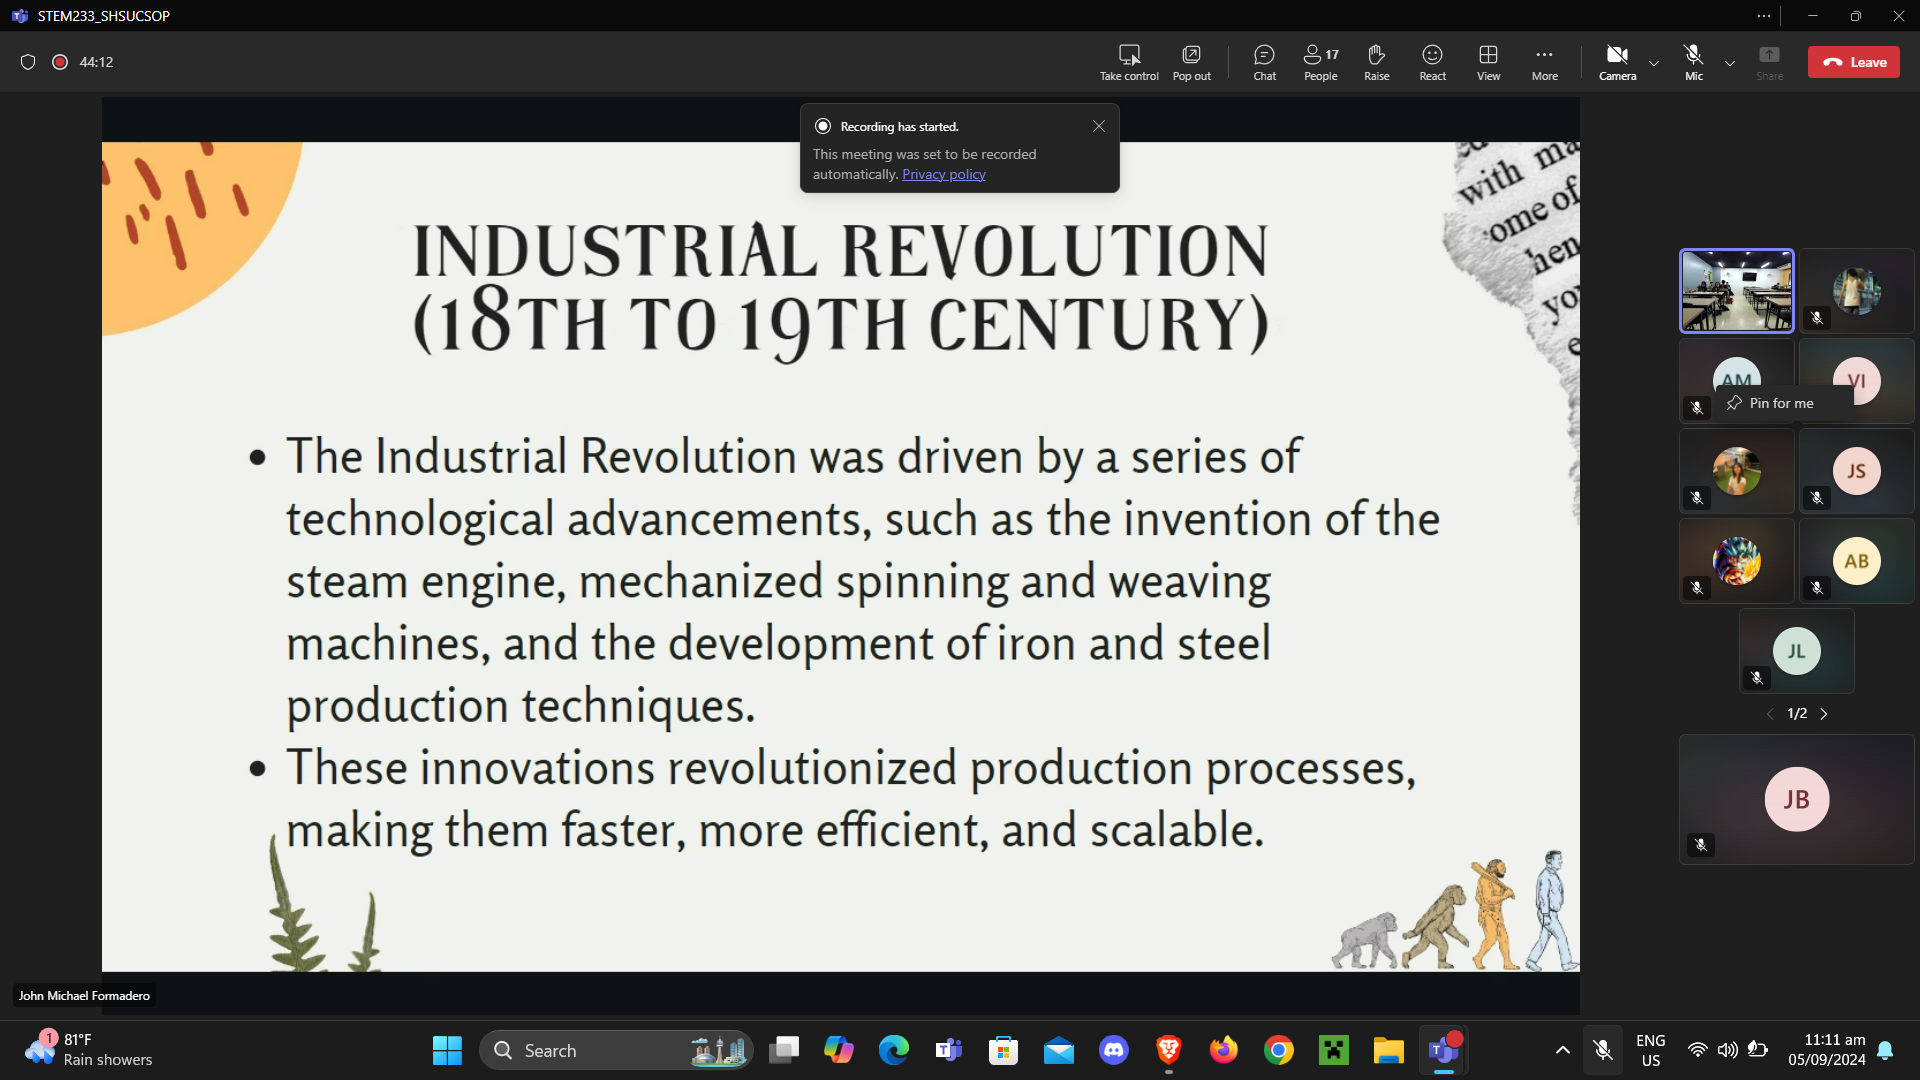 STEM233_SHSUCSOP
44:12
Take control
Pop out
Chat
17
People
Raise
React
View
More
Camera
Mic
Share
Leave
Recording has started.
This meeting was set to be recorded
automatically. Privacy policy
with ma
some of
hen
you
INDUSTRIAL REVOLUTION
(18TH TO 19TH CENTURY)
• The Industrial Revolution was driven by a series of
technological advancements, such as the invention of the
steam engine, mechanized spinning and weaving
machines, and the development of iron and steel
production techniques.
• These innovations revolutionized production processes,
making them faster, more efficient, and scalable.
AM
VI
Pin for me
JS
AB
JL
1/2
JB
John Michael Formadero
1
81°F
Rain showers
Search
ENG
US
11:11 am
05/09/2024